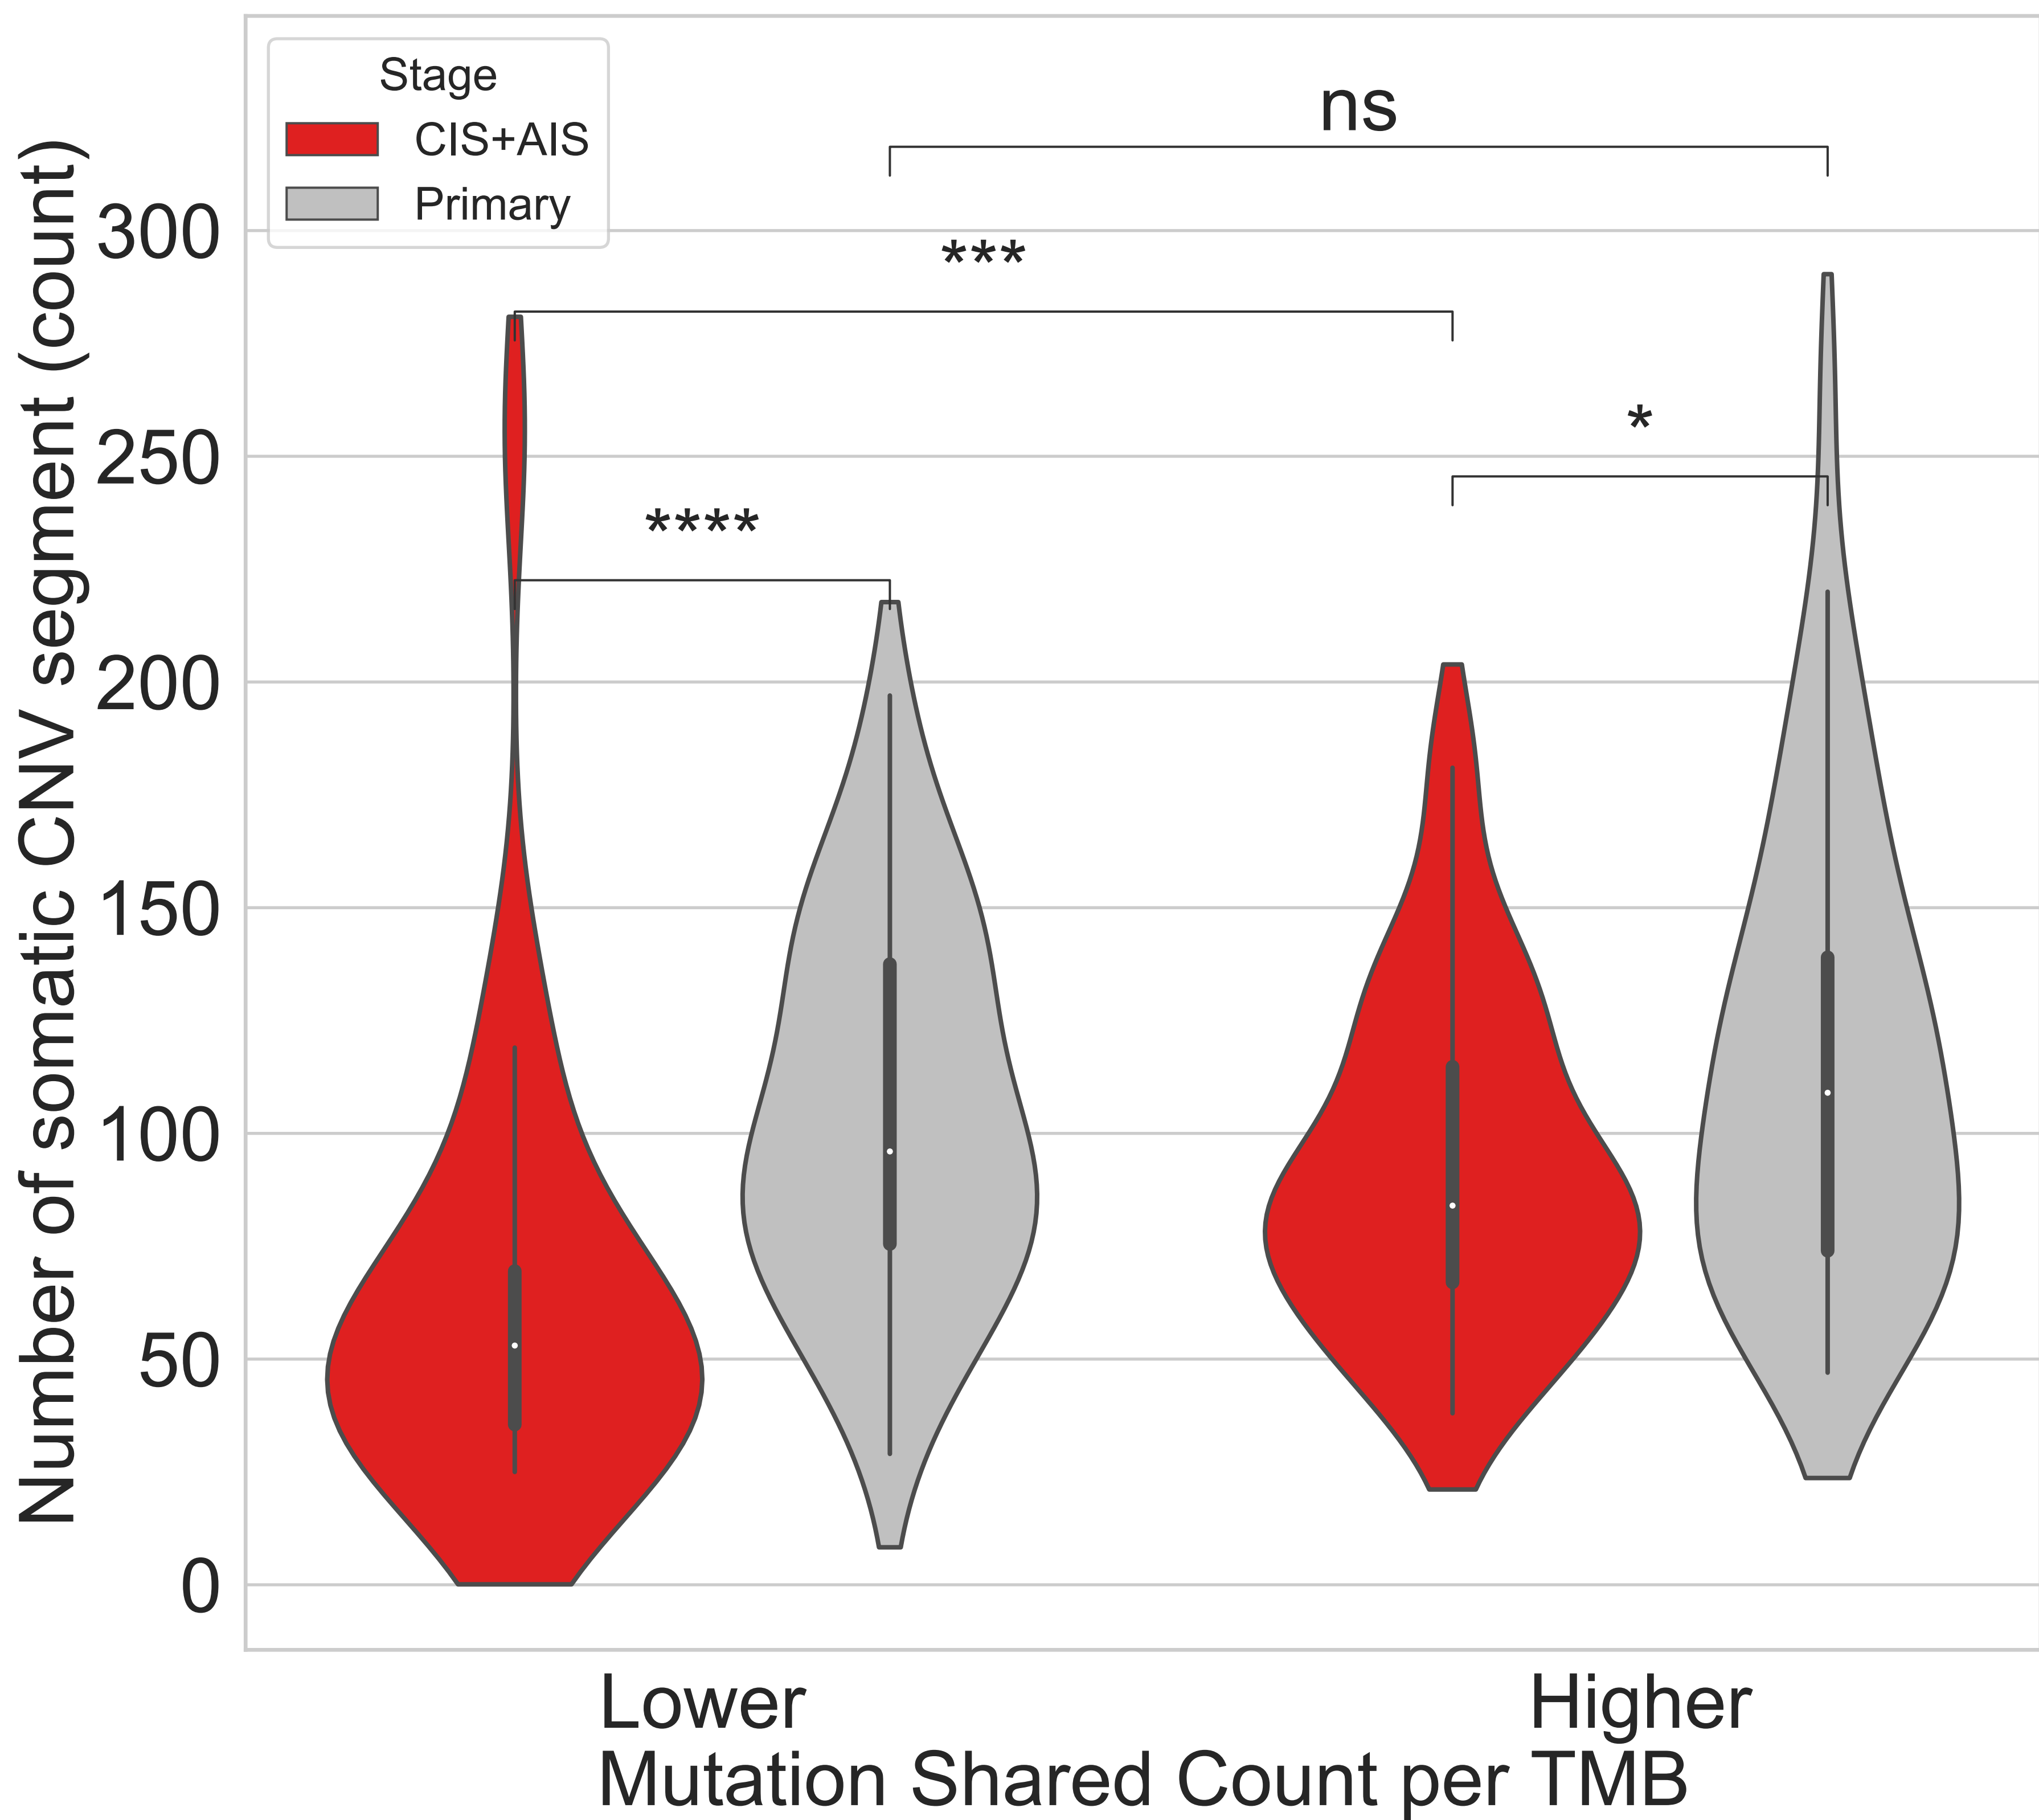 Stage
CIS+AIS
Primary
ns
***
*
****
Number of somatic CNV segment (count)
300
250
200
150
100
50
0
Lower
Higher
Mutation Shared Count per TMB